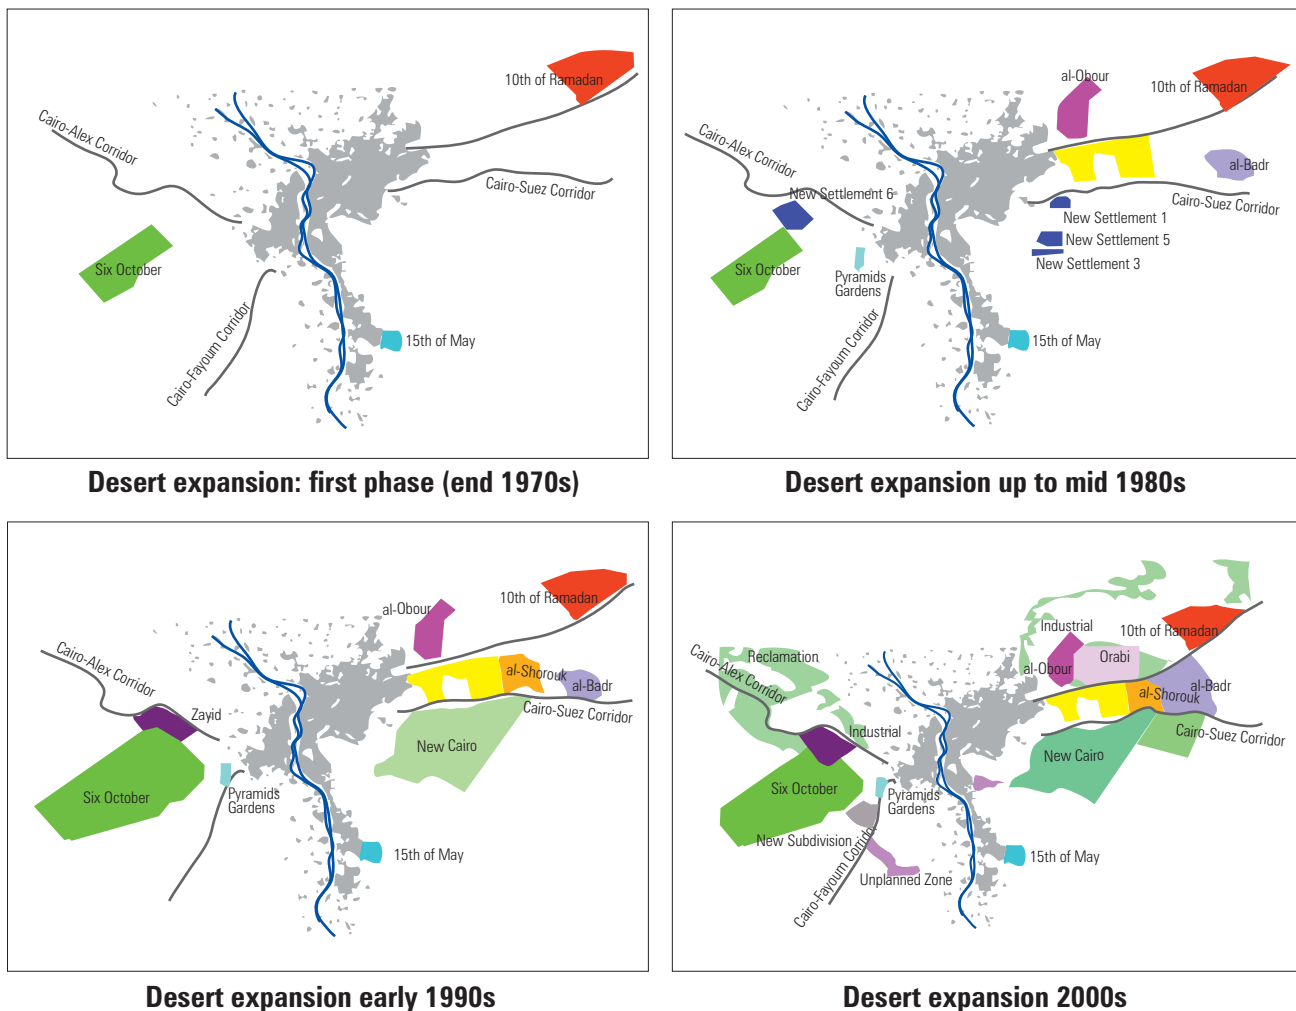 10th of Ramadan
Cairo-Alex Corridor
Cairo-Suez Corridor
Six October
Cairo-Fayoum Corridor
15th of May
Desert expansion: first phase (end 1970s)
al-Obour
10th of Ramadan
Cairo-Alex Corridor
al-Badr
New Settlement 6
Cairo-Suez Corridor
New Settlement 1
New Settlement 5
New Settlement 3
Six October
Pyramids
Gardens
Cairo-Fayoum Corridor
15th of May
Desert expansion up to mid 1980s
10th of Ramadan
al-Obour
Cairo-Alex Corridor
al-Shorouk
al-Badr
Zayid
Cairo-Suez Corridor
New Cairo
Six October
Pyramids
Gardens
15th of May
Desert expansion early 1990s
Industrial
10th of Ramadan
Reclamation
Orabi
al-Obour
Cairo-Alex Corridor
al-Badr
al-Shorouk
Industrial
Cairo-Suez Corridor
New Cairo
Six October
Pyramids
Gardens
New Subdivision
15th of May
Unplanned Zone
Cairo-Fayoum Corridor
Desert expansion 2000s